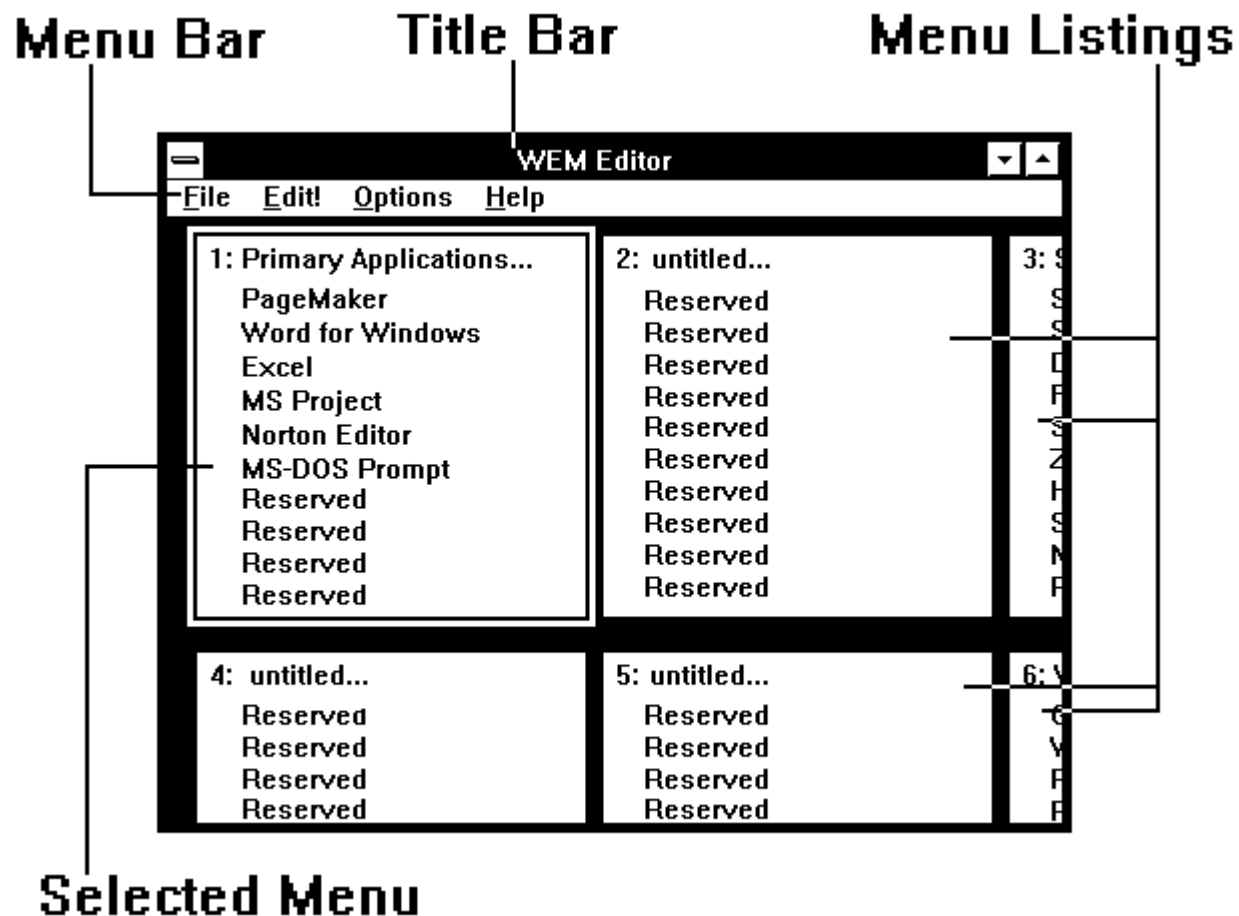 Menu Bar
Title Bar
Menu Listings
WEM Editor
File Edit! Options Help
1: Primary Applications...
PageMaker
Word for Windows
Excel
MS Project
Norton Editor
MS-DOS Prompt
Reserved
Reserved
Reserved
Reserved
2: untitled...
Reserved
Reserved
Reserved
Reserved
Reserved
Reserved
Reserved
Reserved
Reserved
Reserved
3:
4: untitled...
Reserved
Reserved
Reserved
Reserved
5: untitled...
Reserved
Reserved
Reserved
Reserved
6:
Selected Menu